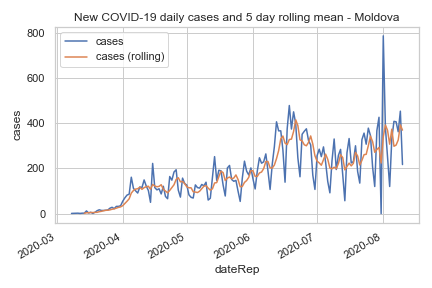 New COVID-19 daily cases and 5 day rolling mean - Moldova
cases
cases (rolling)
800
600
400
200
0
cases
2020-03
2020-04
2020-05
2020-06
2020-07
2020-08
dateRep